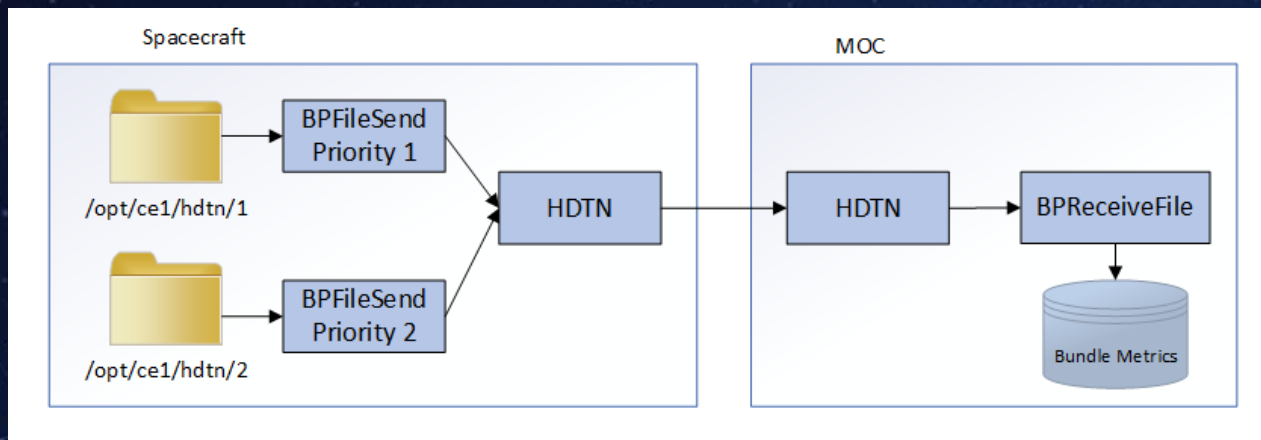 Spacecraft
/opt/ce1/hdtn/1
BPFileSend
Priority 1
/opt/ce1/hdtn/2
BPFileSend
Priority 2
HDTN
MOC
HDTN
BPReceiveFile
Bundle Metrics